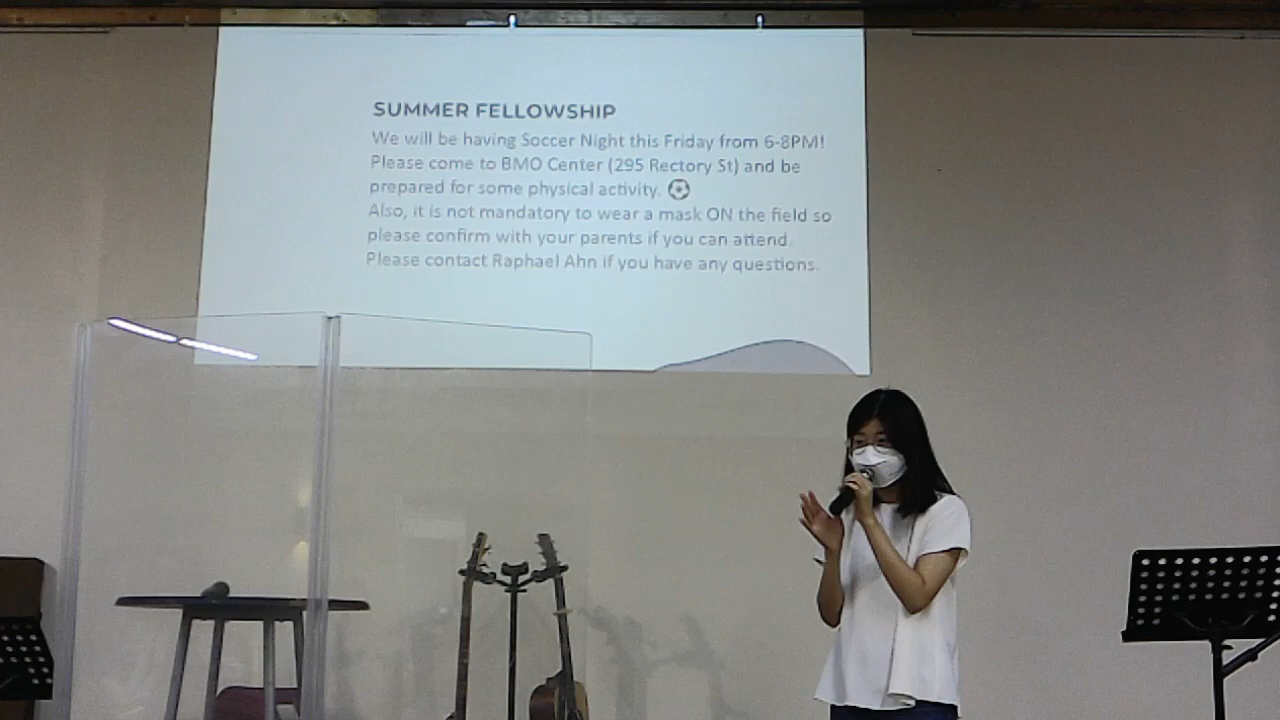 SUMMER FELLOWSHIP
We will be having Soccer Night this Friday from 6-8PM!
Please come to BMO Center (295 Rectory St) and be
prepared for some physical activity.
Also, it is not mandatory to wear a mask ON the field so
please confirm with your parents if you can attend.
Please contact Raphael Ahn if you have any questions.